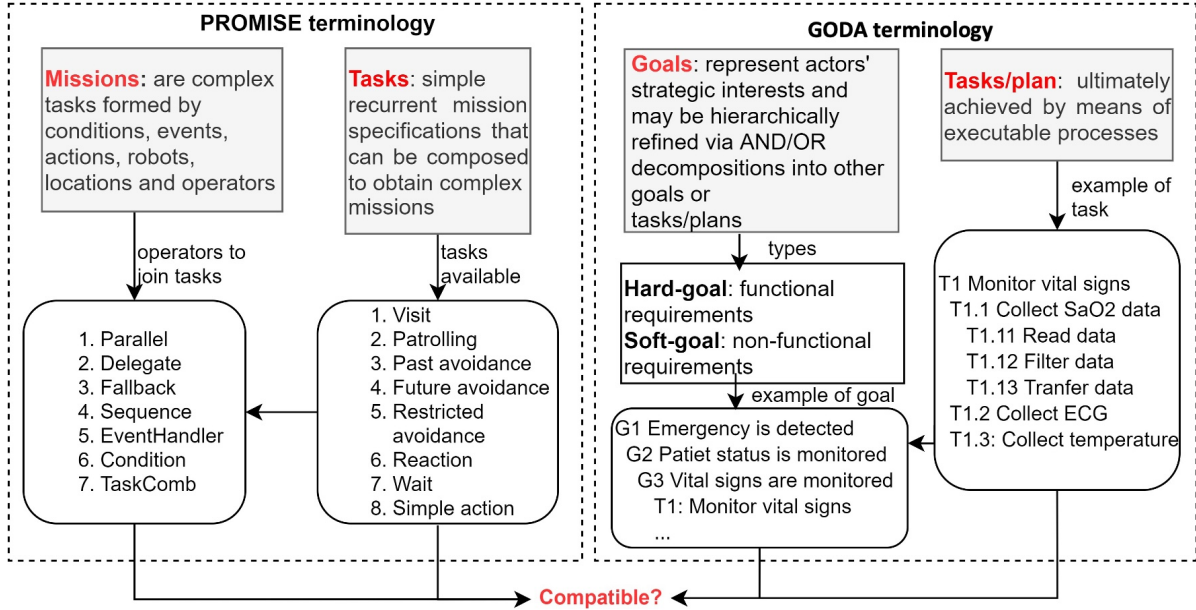 PROMISE terminology
Missions: are complex
tasks formed by
conditions, events,
actions, robots,
locations and operators
Tasks: simple
recurrent mission
specifications that
can be composed
to obtain complex
missions
operators to
join tasks
tasks
available
1. Parallel
2. Delegate
3. Fallback
4. Sequence
5. EventHandler
6. Condition
7. TaskComb
1. Visit
2. Patrolling
3. Past avoidance
4. Future avoidance
5. Restricted
avoidance
6. Reaction
7. Wait
8. Simple action
GODA terminology
Goals: represent actors'
strategic interests and
may be hierarchically
refined via AND/OR
decompositions into other
goals or
tasks/plans
Tasks/plan: ultimately
achieved by means of
executable processes
types
example of
task
Hard-goal: functional
requirements
Soft-goal: non-functional
requirements
example of goal
G1 Emergency is detected
G2 Patiet status is monitored
G3 Vital signs are monitored
T1: Monitor vital signs
...
T1 Monitor vital signs
T1.1 Collect SaO2 data
T1.11 Read data
T1.12 Filter data
T1.13 Tranfer data
T1.2 Collect ECG
T1.3: Collect temperature
Compatible?